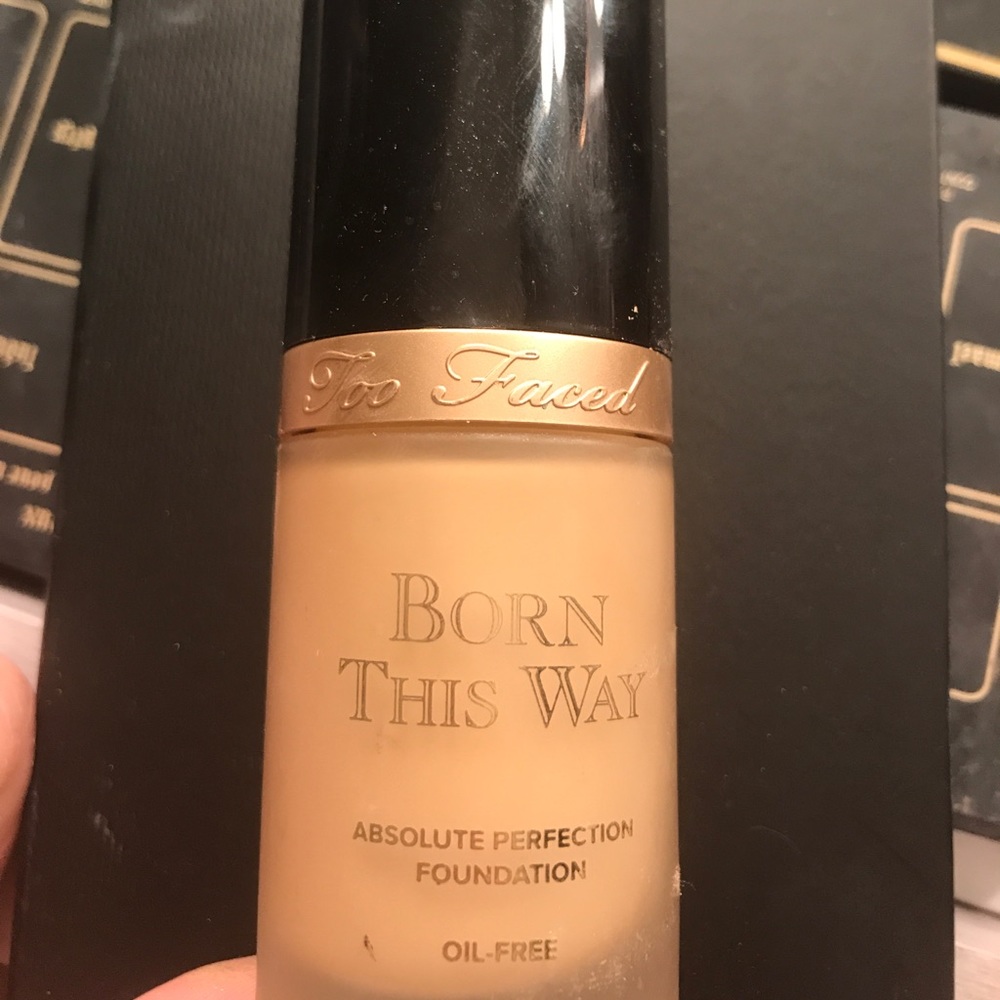 Too Faced
BORN
THIS WAY
ABSOLUTE PERFECTION
FOUNDATION
OIL-FREE